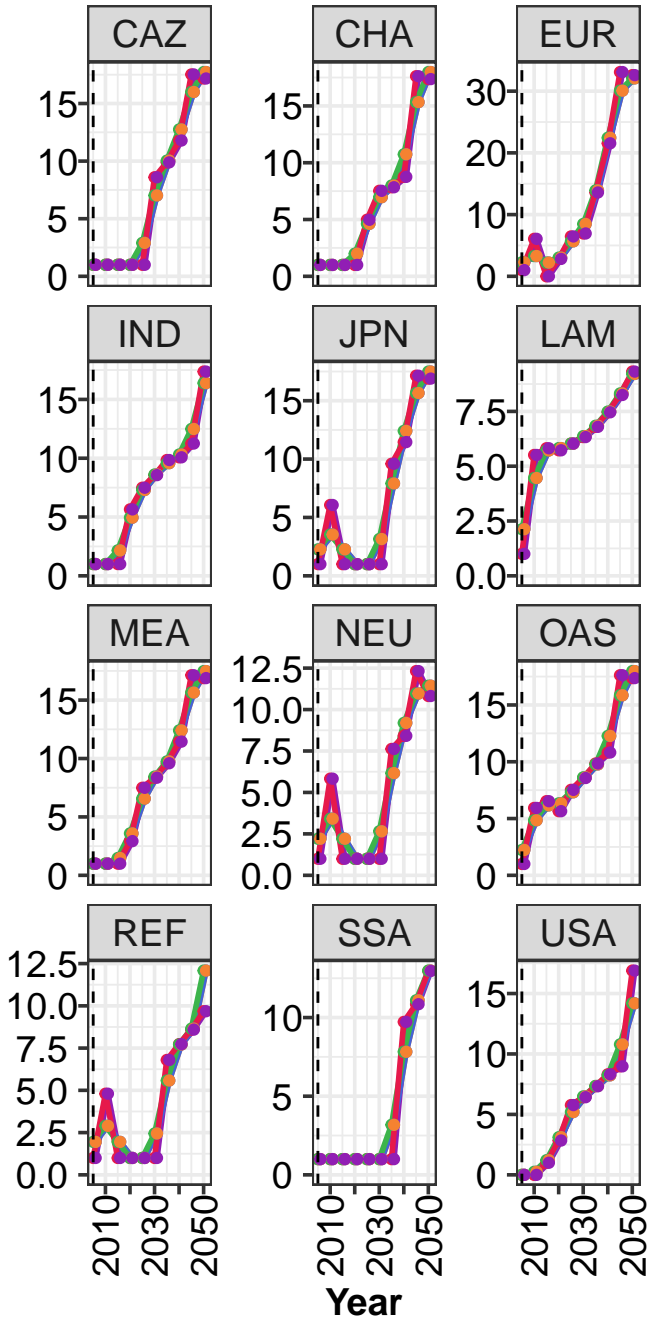 CAZ CHA EUR
15 15 30
10 10 20
5 5 10
0 0 0
IND JPN LAM
15 15 7.5
10 10 5.0
5 5 2.5
0 0 0.0
MEA NEU OAS
15 12.5 15
10 10.0 10
5 7.5 5
0 5.0 0
2.5
0.0
REF SSA USA
12.5 10 15
10.0 5 10
7.5 0 5
5.0 0
2.5
0.0
2010 2030 2050 2010 2030 2050 2010 2030 2050
Year